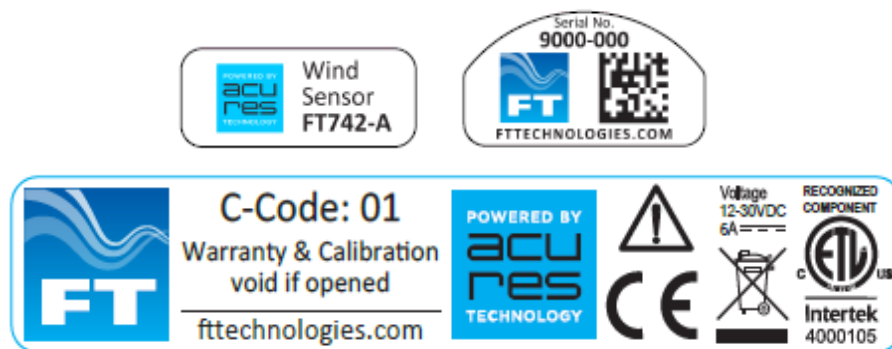 POWERED BY
acu
res
TECHNOLOGY
Wind
Sensor
FT742-A
Serial No.
9000-000
FT
FTTECHNOLOGIES.COM
FT
C-Code: 01
Warranty & Calibration
void if opened
fttechnologies.com
POWERED BY
acu
res
TECHNOLOGY
CE
Voltage
12-30VDC
6A
RECOGNIZED
COMPONENT
C ETL US
Intertek
4000105